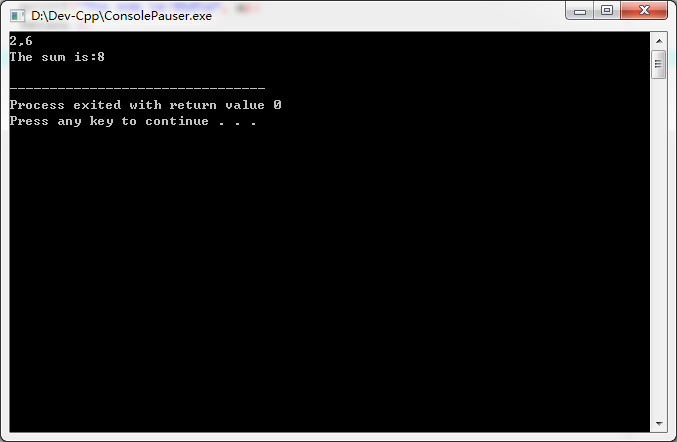 D:\Dev-Cpp\ConsolePauser.exe
2,6
The sum is:8
--------------------------------
Process exited with return value 0
Press any key to continue . . .